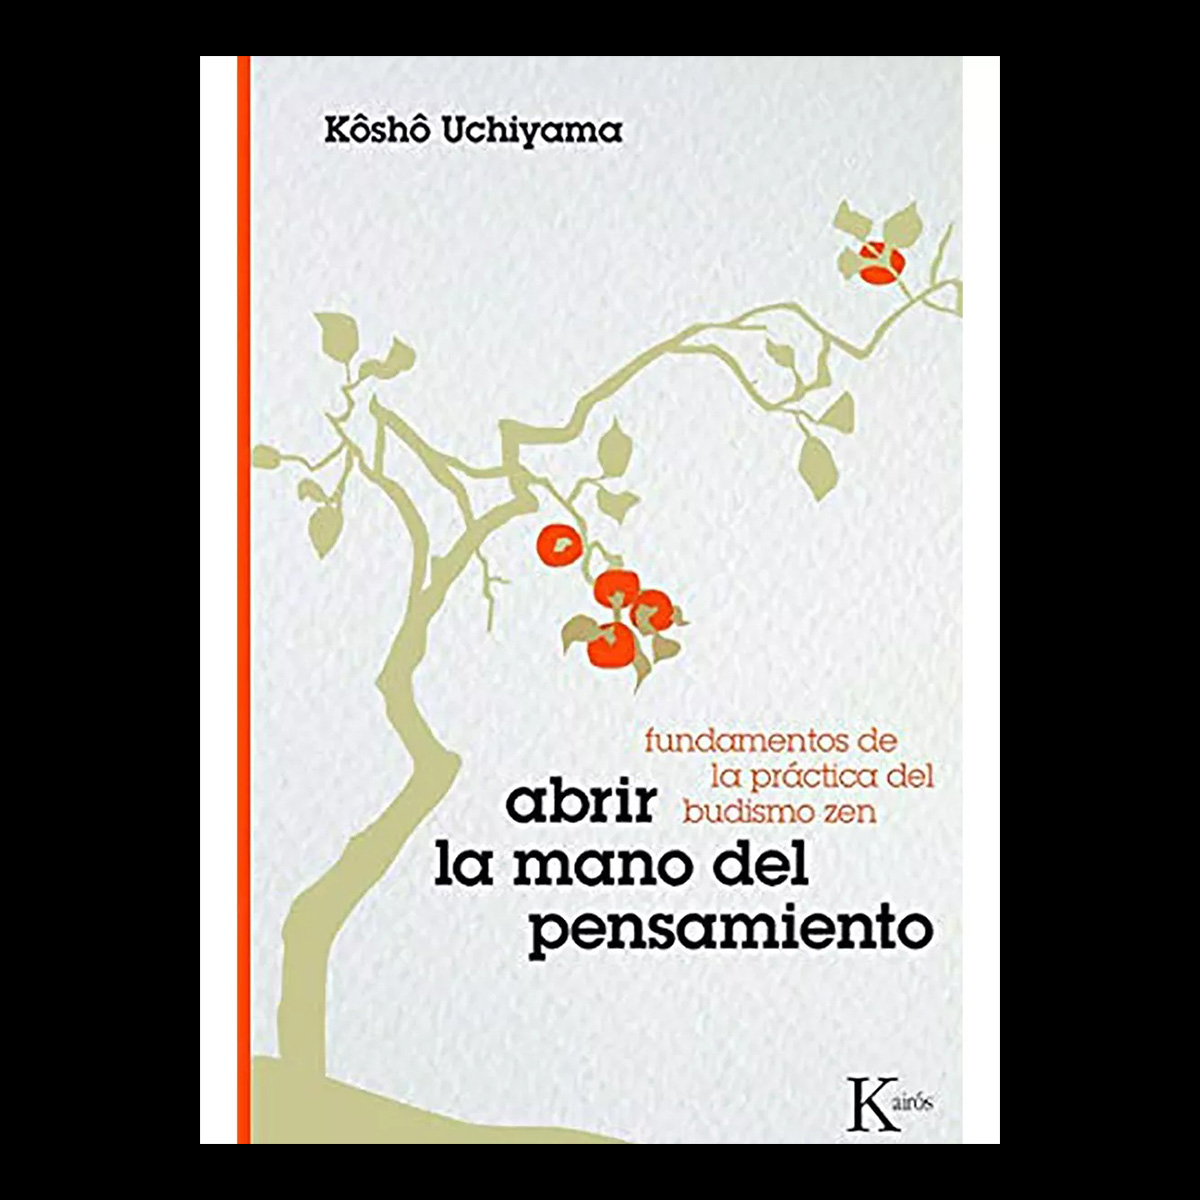 Kôshô Uchiyama
fundamentos de
la práctica del
budismo zen
abrir
la mano del
pensamiento
Kairós